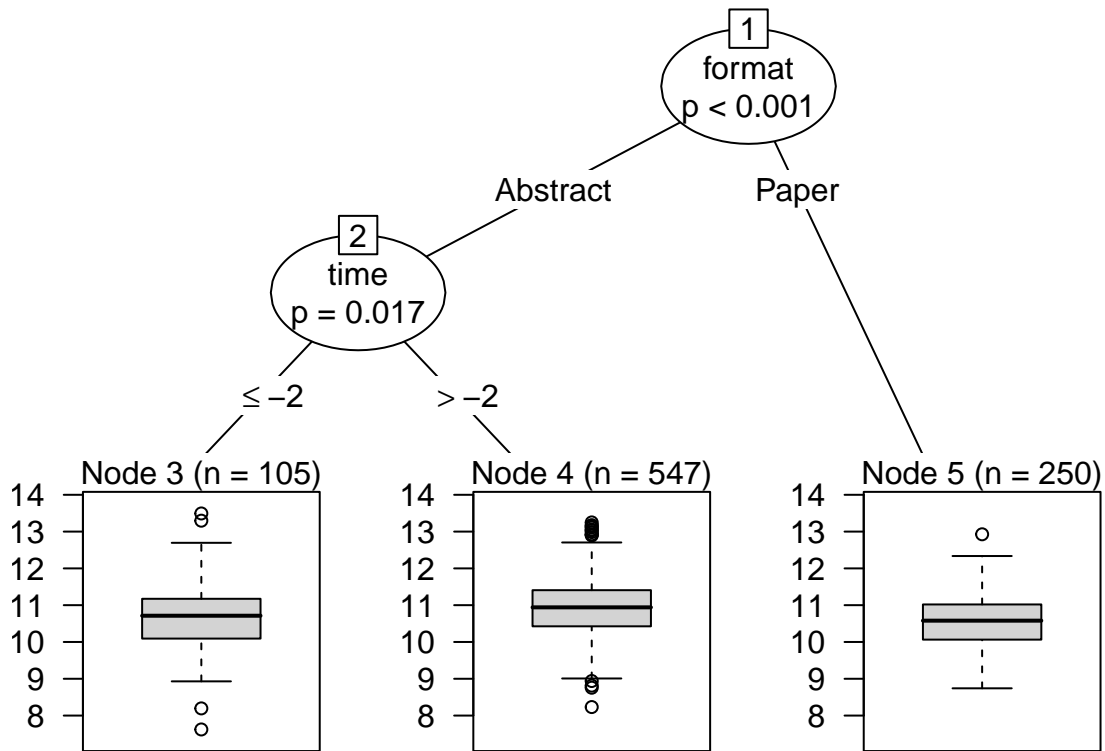 1
format
p < 0.001
Abstract
Paper
2
time
p = 0.017
≤ −2
> −2
Node 3 (n = 105)
14
13
12
11
10
9
8
Node 4 (n = 547)
14
13
12
11
10
9
8
Node 5 (n = 250)
14
13
12
11
10
9
8